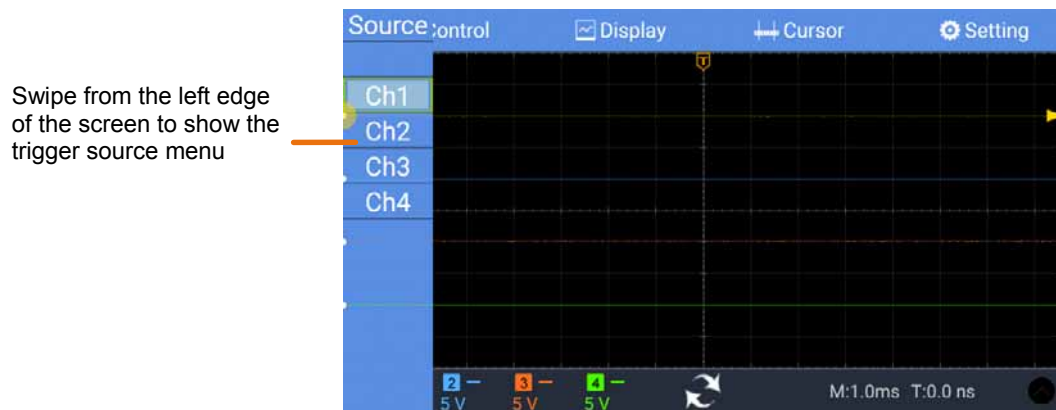 Swipe from the left edge
of the screen to show the
trigger source menu
Source :ontrol Display Cursor Setting
T
Ch1
Ch2
Ch3
Ch4
2 3 4
5 V 5 V 5 V M:1.0ms T:0.0 ns